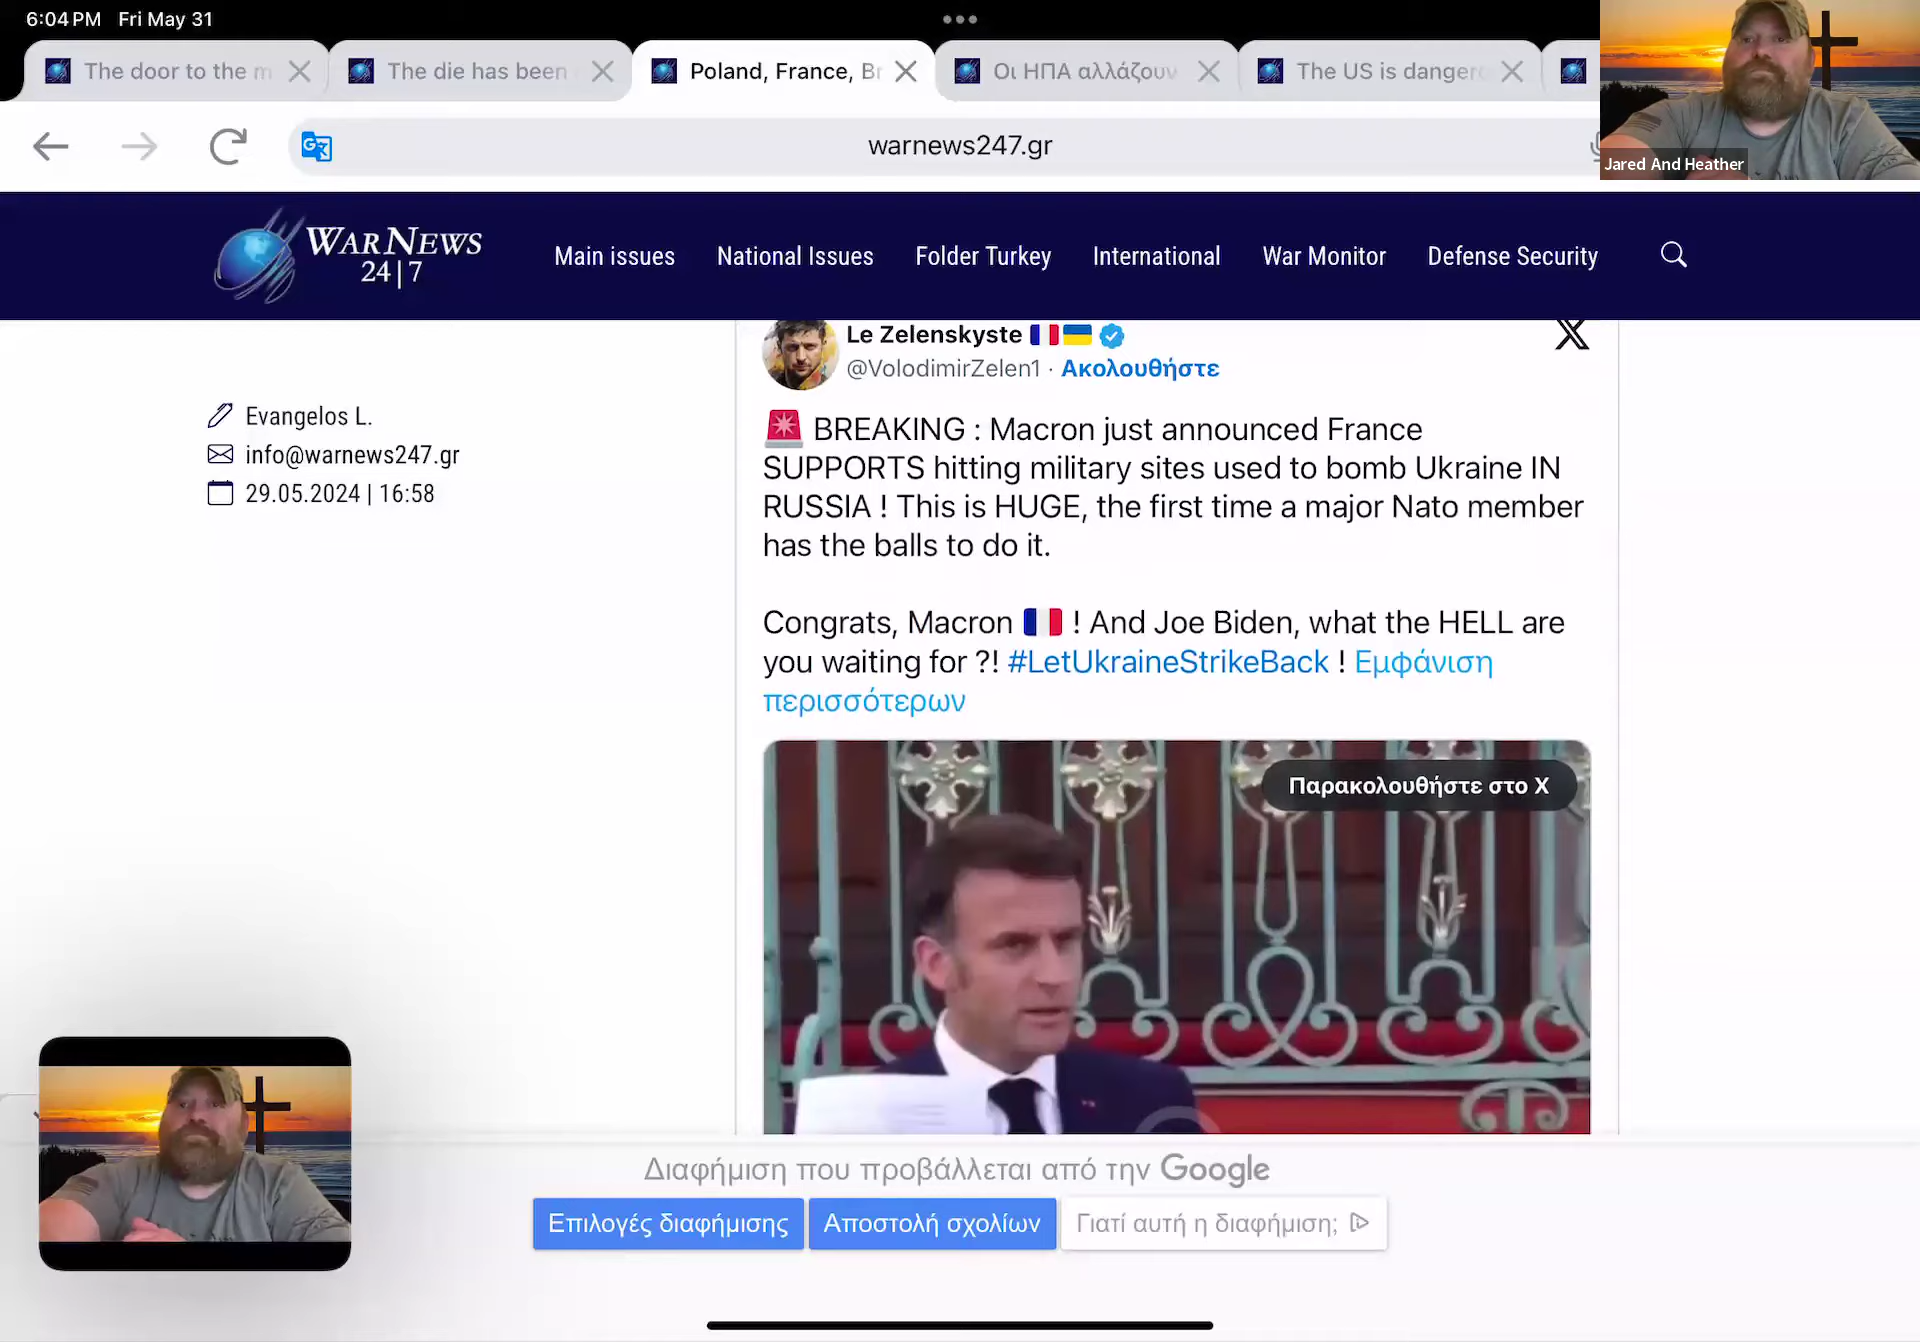 6:04 PM Fri May 31
The door to the m
The die has been
Poland, France, Br
Οι ΗΠΑ αλλάζουν
The US is danger
warnews247.gr
Jared And Heather
WARNEWS
24|7
Main issues
National Issues
Folder Turkey
International
War Monitor
Defense Security
Evangelos L.
info@warnews247.gr
29.05.2024 | 16:58
Le Zelenskyste
@VolodimirZelen1 · Ακολουθήστε
BREAKING : Macron just announced France
SUPPORTS hitting military sites used to bomb Ukraine IN
RUSSIA ! This is HUGE, the first time a major Nato member
has the balls to do it.
Congrats, Macron ! And Joe Biden, what the HELL are
you waiting for ?! #LetUkraineStrikeBack ! Εμφάνιση
περισσότερων
Παρακολουθήστε στο X
Διαφήμιση που προβάλλεται από την Google
Επιλογές διαφήμισης
Αποστολή σχολίων
Γιατί αυτή η διαφήμιση;